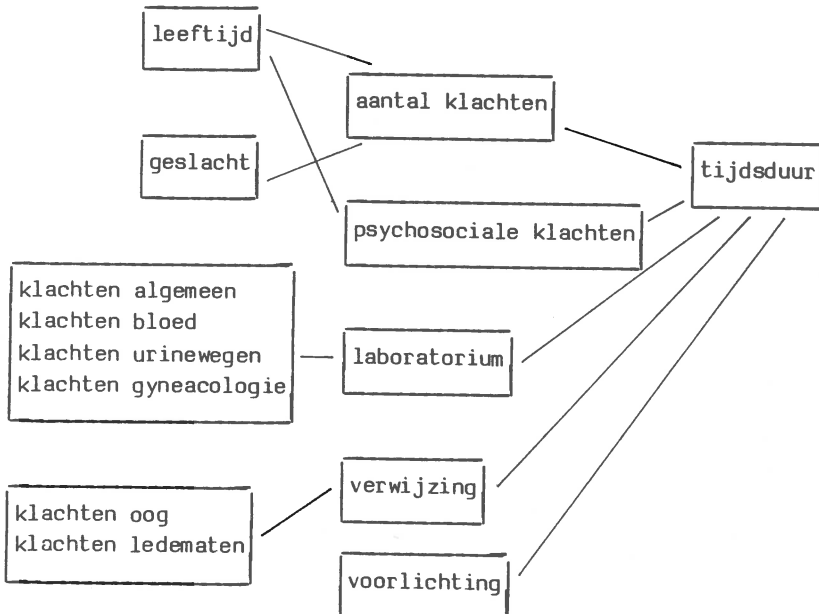 leeftijd
aantal klachten
geslacht
tijdsduur
psychosociale klachten
klachten algemeen
klachten bloed
klachten urinewegen
klachten gyneacologie
laboratorium
verwijzing
klachten oog
klachten ledematen
voorlichting